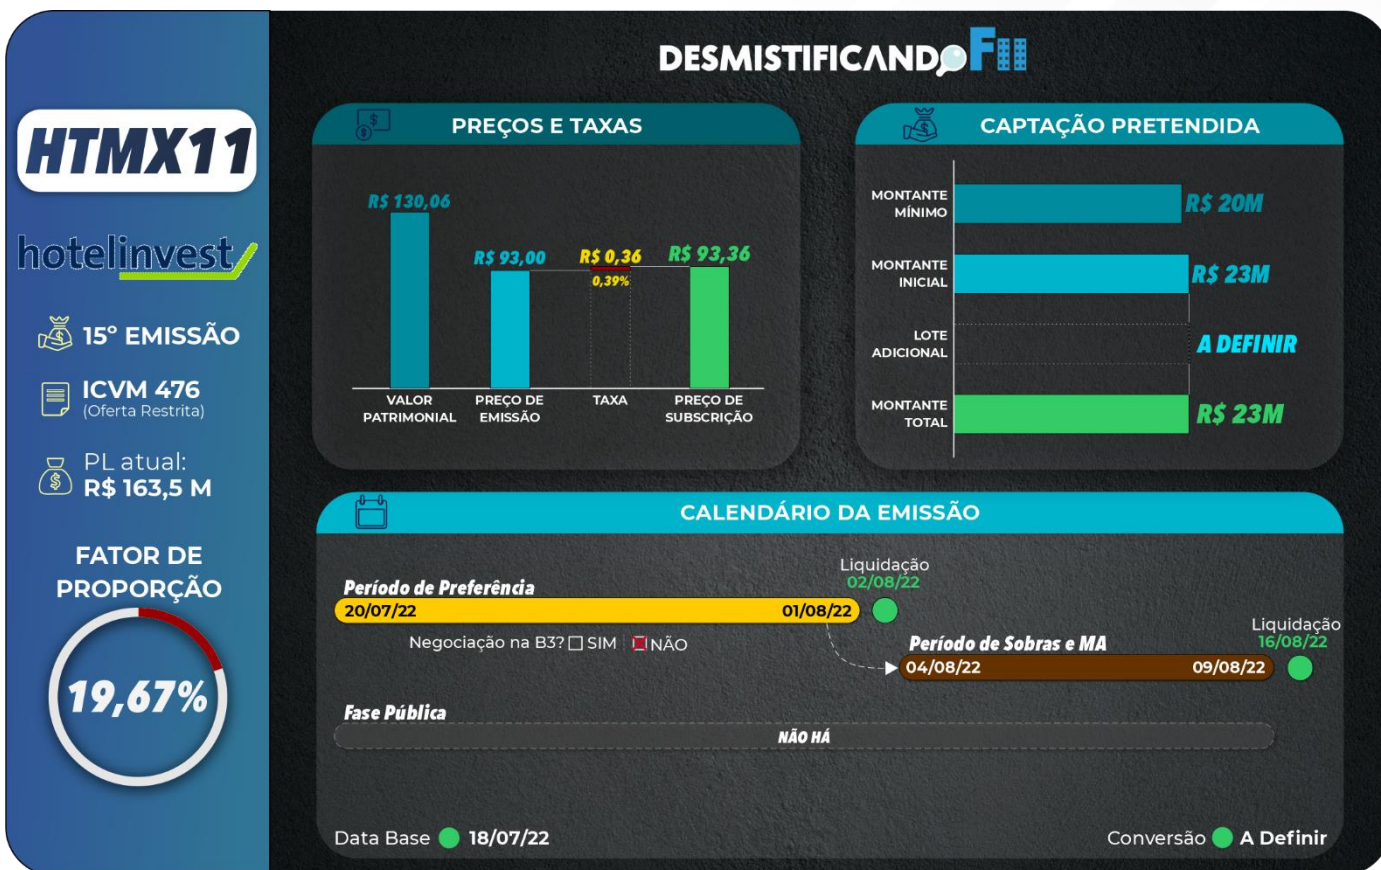 DESMISTIFICANDO FII
HTMX11
hotelinvest
15º EMISSÃO
ICVM 476
(Oferta Restrita)
PL atual:
R$ 163,5 M
FATOR DE
PROPORÇÃO
19,67%
PREÇOS E TAXAS
R$ 130,06
R$ 93,00
R$ 0,36
R$ 93,36
0,39%
VALOR
PATRIMONIAL
PREÇO DE
EMISSÃO
TAXA
PREÇO DE
SUBSCRIÇÃO
CAPTAÇÃO PRETENDIDA
MONTANTE
MÍNIMO
R$ 20M
MONTANTE
INICIAL
R$ 23M
LOTE
ADICIONAL
A DEFINIR
MONTANTE
TOTAL
R$ 23M
CALENDÁRIO DA EMISSÃO
Período de Preferência
Liquidação
02/08/22
20/07/22 01/08/22
Negociação na B3? SIM NÃO
Período de Sobras e MA
Liquidação
16/08/22
04/08/22 09/08/22
Fase Pública
NÃO HÁ
Data Base 18/07/22
Conversão A Definir